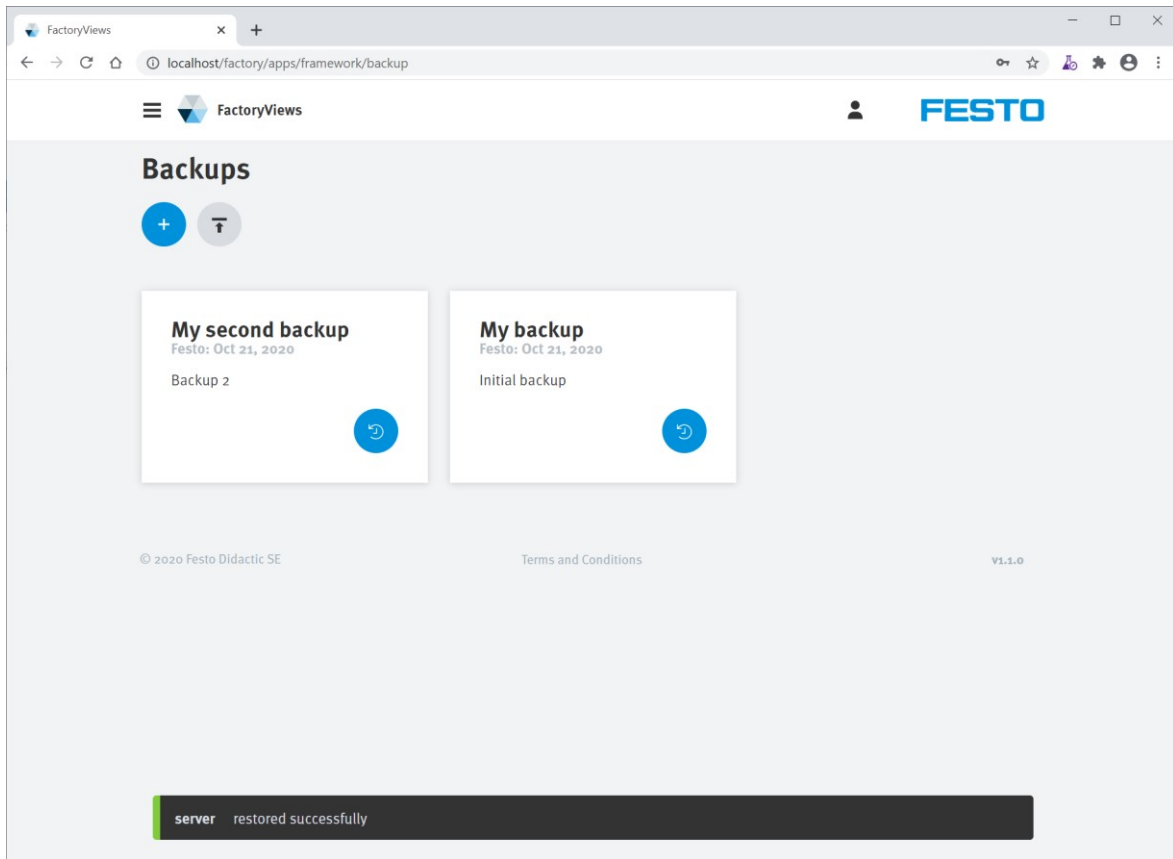 FactoryViews
localhost/factory/apps/framework/backup
FactoryViews
FESTO
Backups
My second backup
Festo: Oct 21, 2020
Backup 2
My backup
Festo: Oct 21, 2020
Initial backup
© 2020 Festo Didactic SE
Terms and Conditions
v1.1.0
server restored successfully